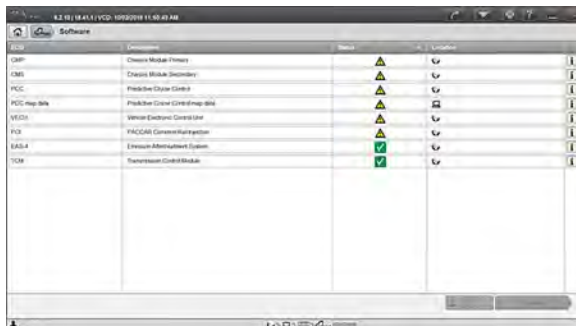 Software
ECU Description Status Location
CMP Chassis Module Primary
CMS Chassis Module Secondary
PCC Predictive Cruise Control
PCC map data Predictive Cruise Control map data
VECU Vehicle Electronic Control Unit
PCI PACCAR Common Rail Injection
EAS-4 Emission Aftertreatment System
TCM Transmission Control Module